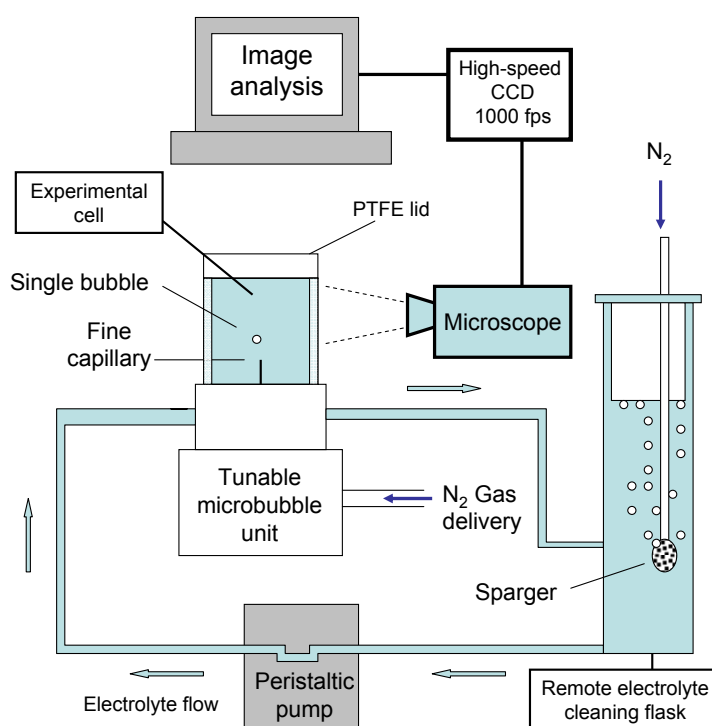 Image
analysis
High-speed
CCD
1000 fps
N₂
Experimental
cell
PTFE lid
Single bubble
Fine
capillary
Microscope
Tunable
microbubble
unit
N₂ Gas
delivery
Sparger
Electrolyte flow
Peristaltic
pump
Remote electrolyte
cleaning flask